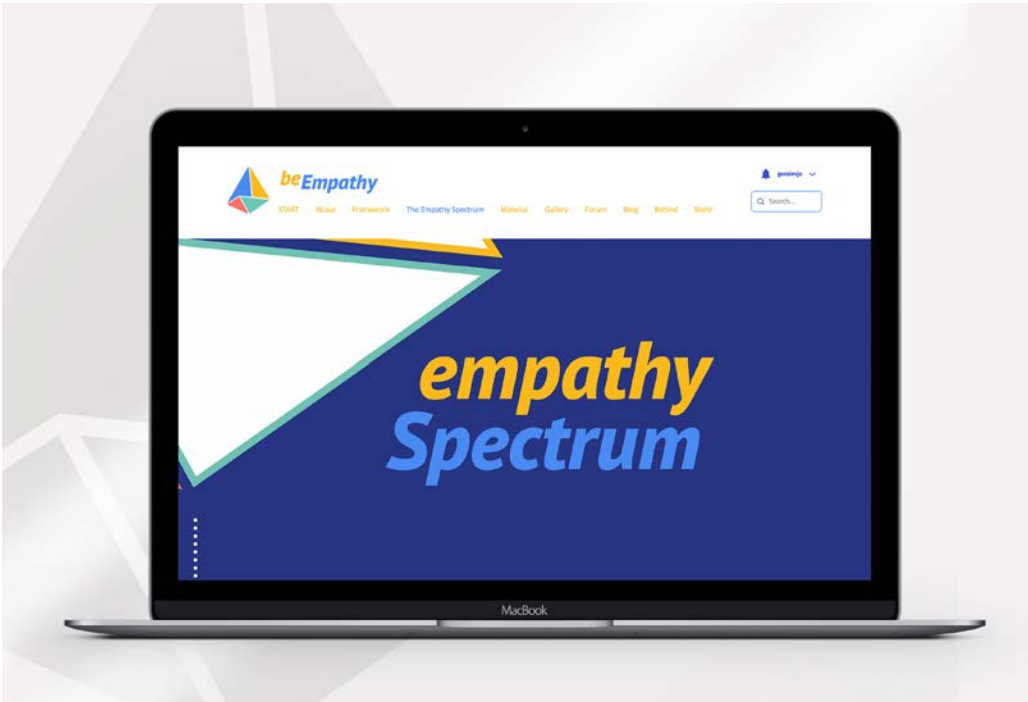 beEmpathy
START About Framework The Empathy Spectrum Material Gallery Forum Blog Behind Mehr
Search...
empathy
Spectrum
MacBook